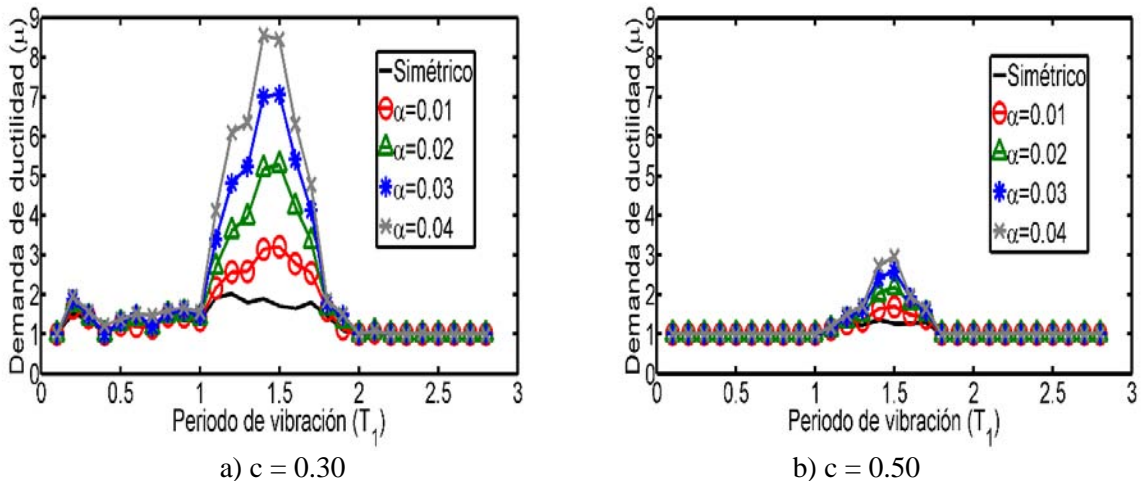 Demanda de ductilidad (μ)
9
8
7
6
5
4
3
2
1
0
Simétrico
α=0.01
α=0.02
α=0.03
α=0.04
0 0.5 1 1.5 2 2.5 3
Periodo de vibración (T1)
a) c = 0.30
Demanda de ductilidad (μ)
9
8
7
6
5
4
3
2
1
0
Simétrico
α=0.01
α=0.02
α=0.03
α=0.04
0 0.5 1 1.5 2 2.5 3
Periodo de vibración (T1)
b) c = 0.50